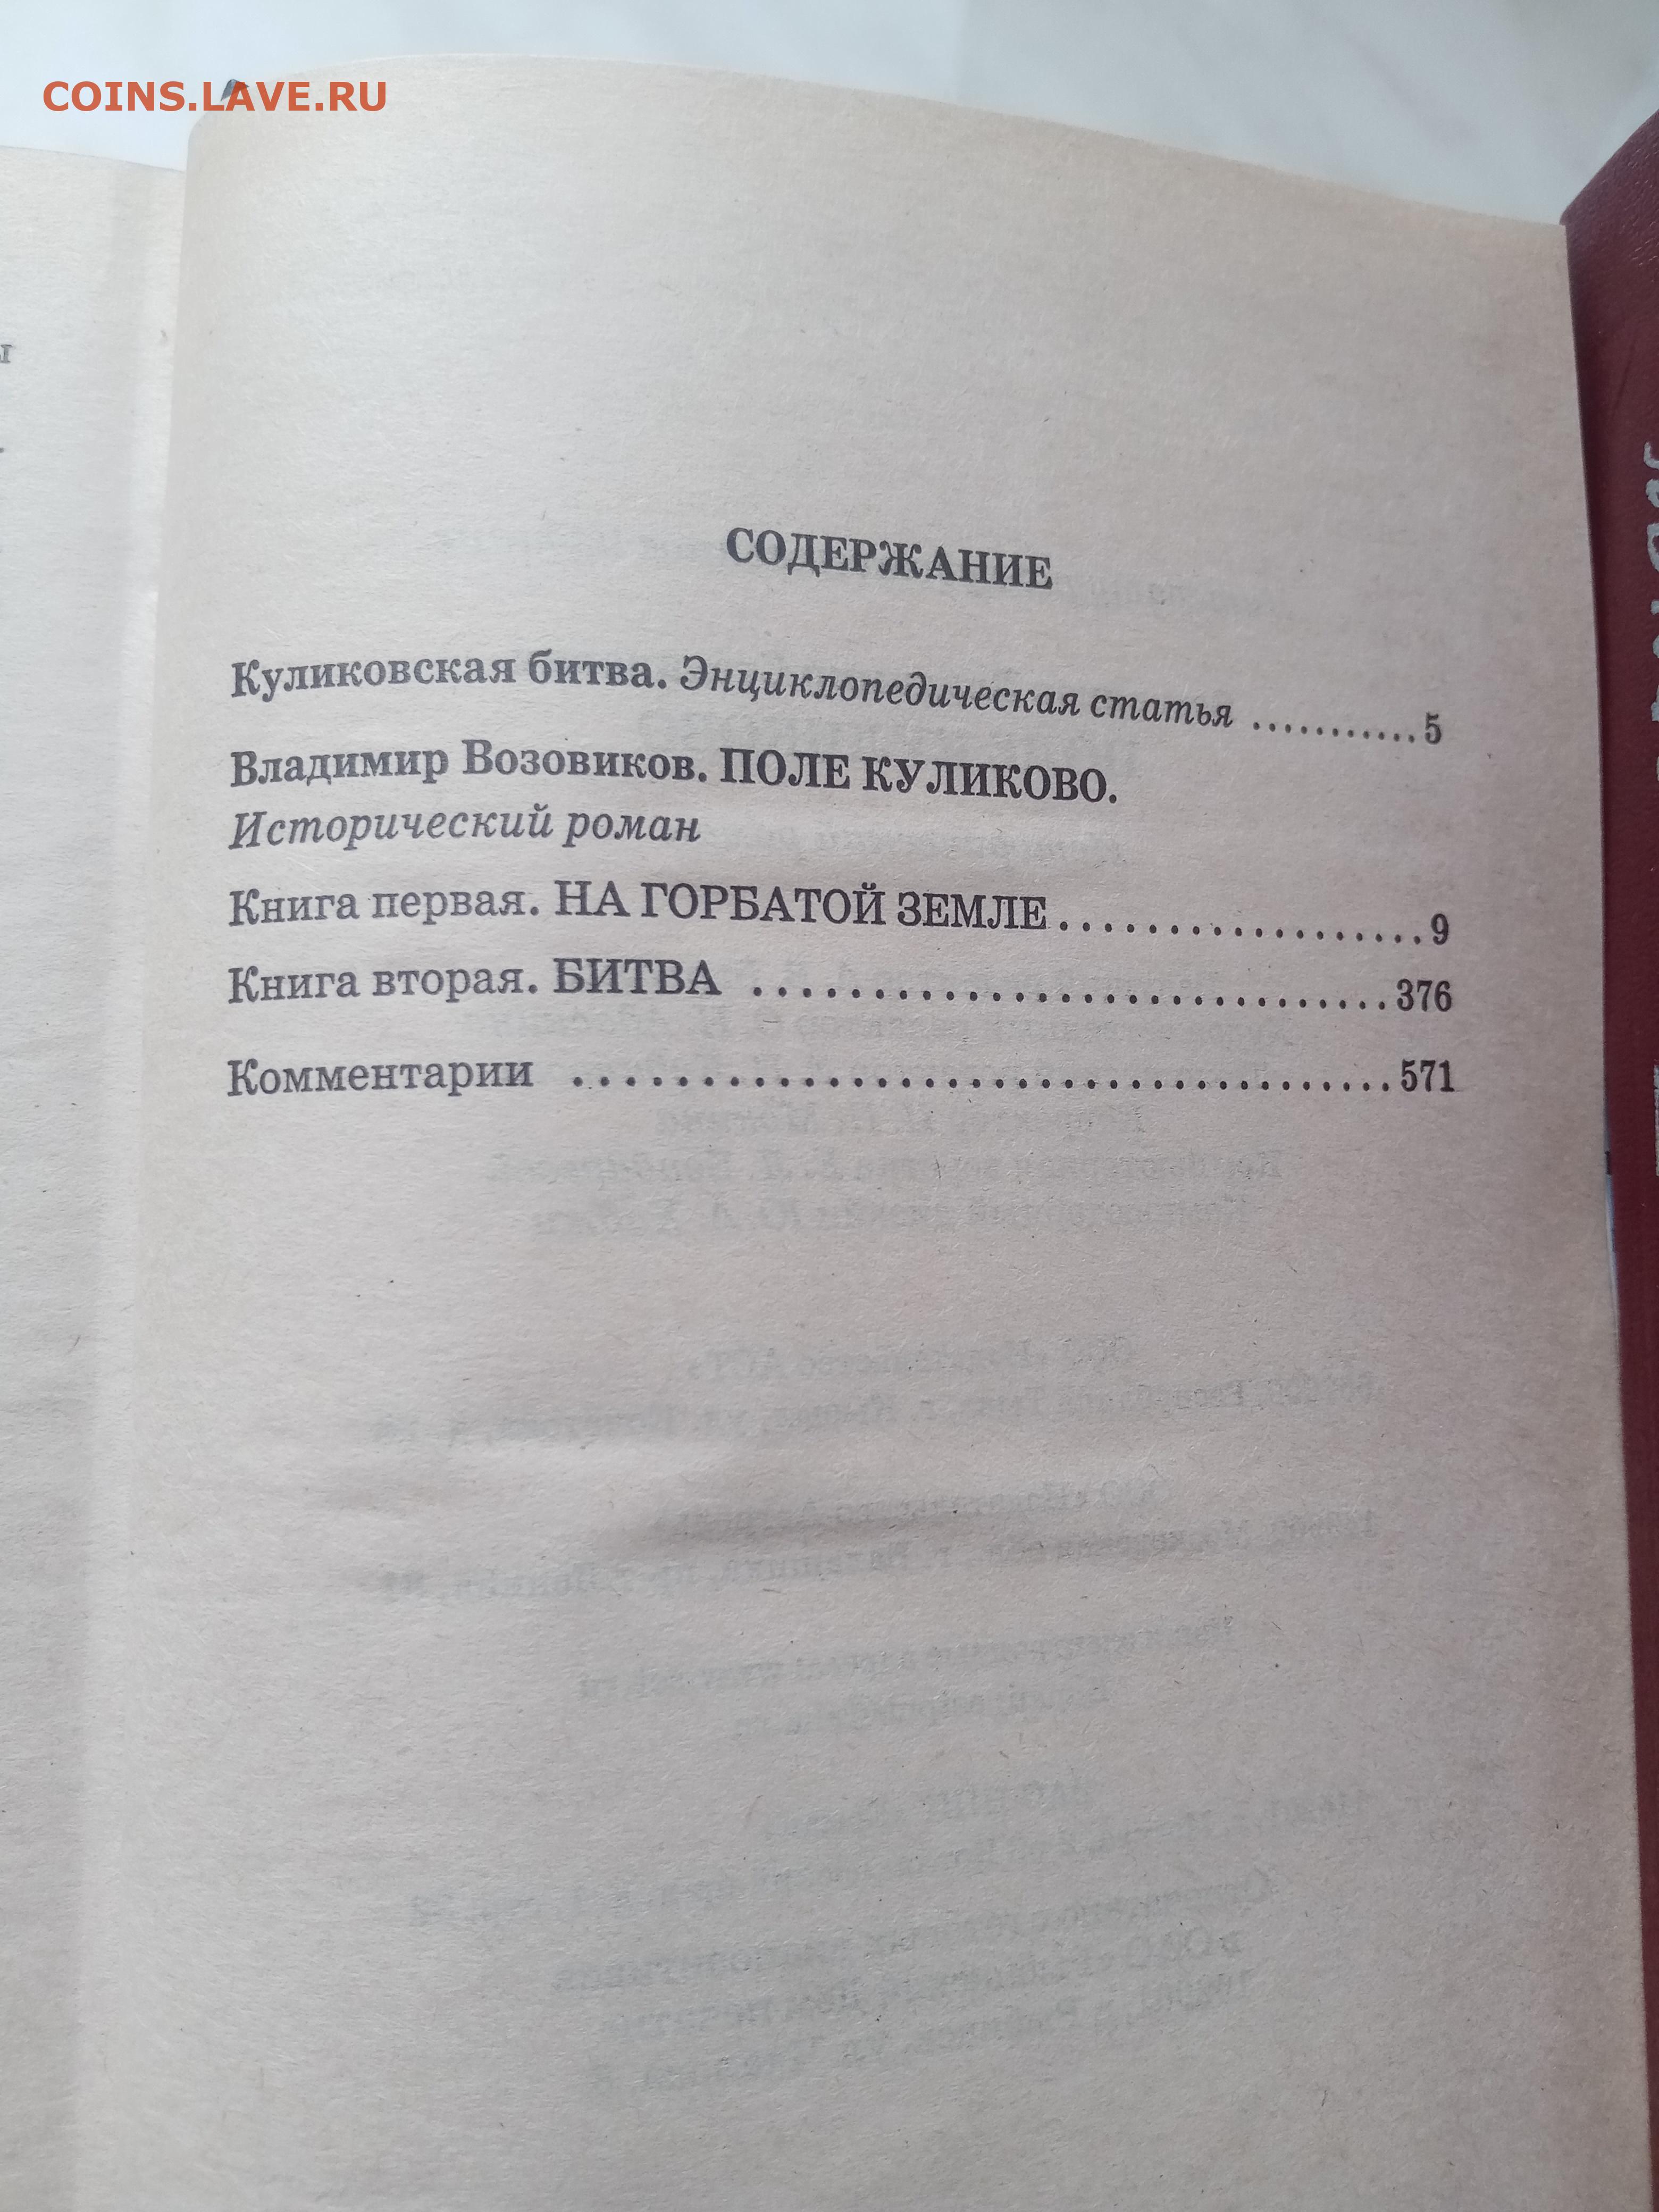 COINS.LAVE.RU
СОДЕРЖАНИЕ
Куликовская битва. Энциклопедическая статья ...........5
Владимир Возовиков. ПОЛЕ КУЛИКОВО.
Исторический роман
Книга первая. НА ГОРБАТОЙ ЗЕМЛЕ.................9
Книга вторая. БИТВА ...........................376
Комментарии ................................571